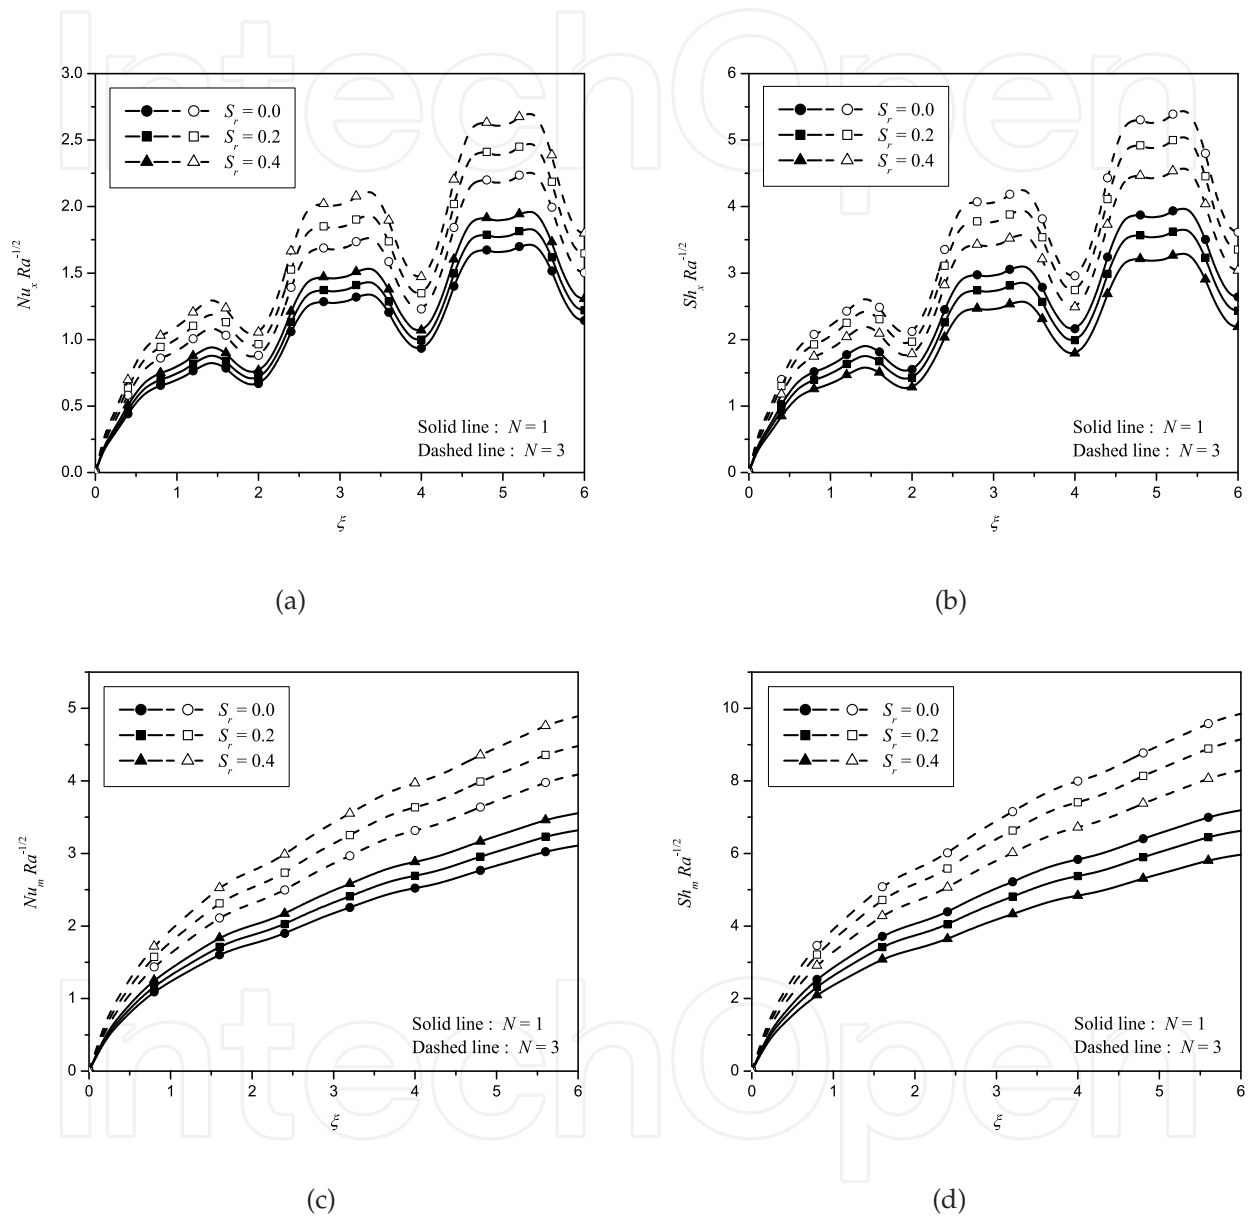 IntechOpen
3.0
2.5
2.0
1.5
1.0
0.5
0.0
Nu_x Ra^{-1/2}
S_r = 0.0
S_r = 0.2
S_r = 0.4
Solid line : N = 1
Dashed line : N = 3
0 1 2 3 4 5 6
ξ
(a)
6
5
4
3
2
1
0
Sh_x Ra^{-1/2}
S_r = 0.0
S_r = 0.2
S_r = 0.4
Solid line : N = 1
Dashed line : N = 3
0 1 2 3 4 5 6
ξ
(b)
5
4
3
2
1
0
Nu_m Ra^{-1/2}
S_r = 0.0
S_r = 0.2
S_r = 0.4
Solid line : N = 1
Dashed line : N = 3
0 1 2 3 4 5 6
ξ
(c)
10
8
6
4
2
0
Sh_m Ra^{-1/2}
S_r = 0.0
S_r = 0.2
S_r = 0.4
Solid line : N = 1
Dashed line : N = 3
0 1 2 3 4 5 6
ξ
(d)
IntechOpen